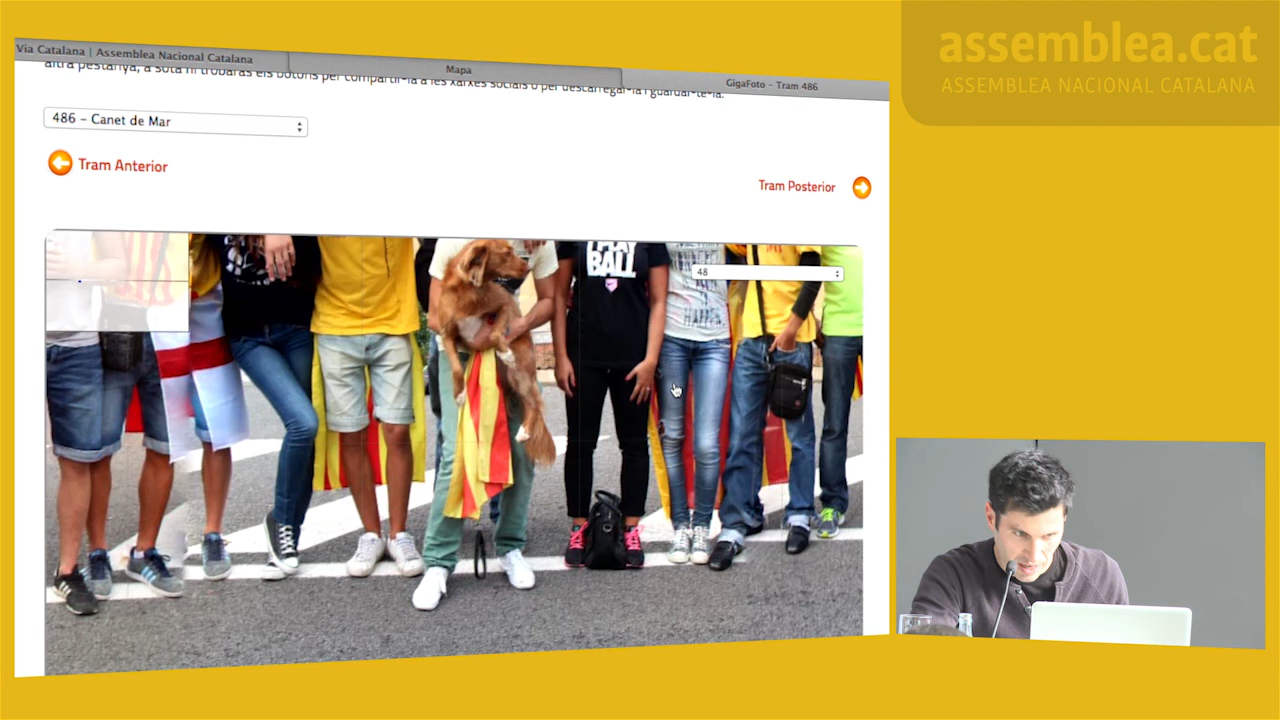 Via Catalana | Assemblea Nacional Catalana
Mapa
GigaFoto - Tram 486
altra pestanya, a sota hi trobaràs els botons per compartir-la a les xarxes socials o per descarregar-la i guardar-te-la.
486 - Canet de Mar
Tram Anterior
Tram Posterior
48
I PLAY
BALL
HAPPEN
assemblea.cat
ASSEMBLEA NACIONAL CATALANA